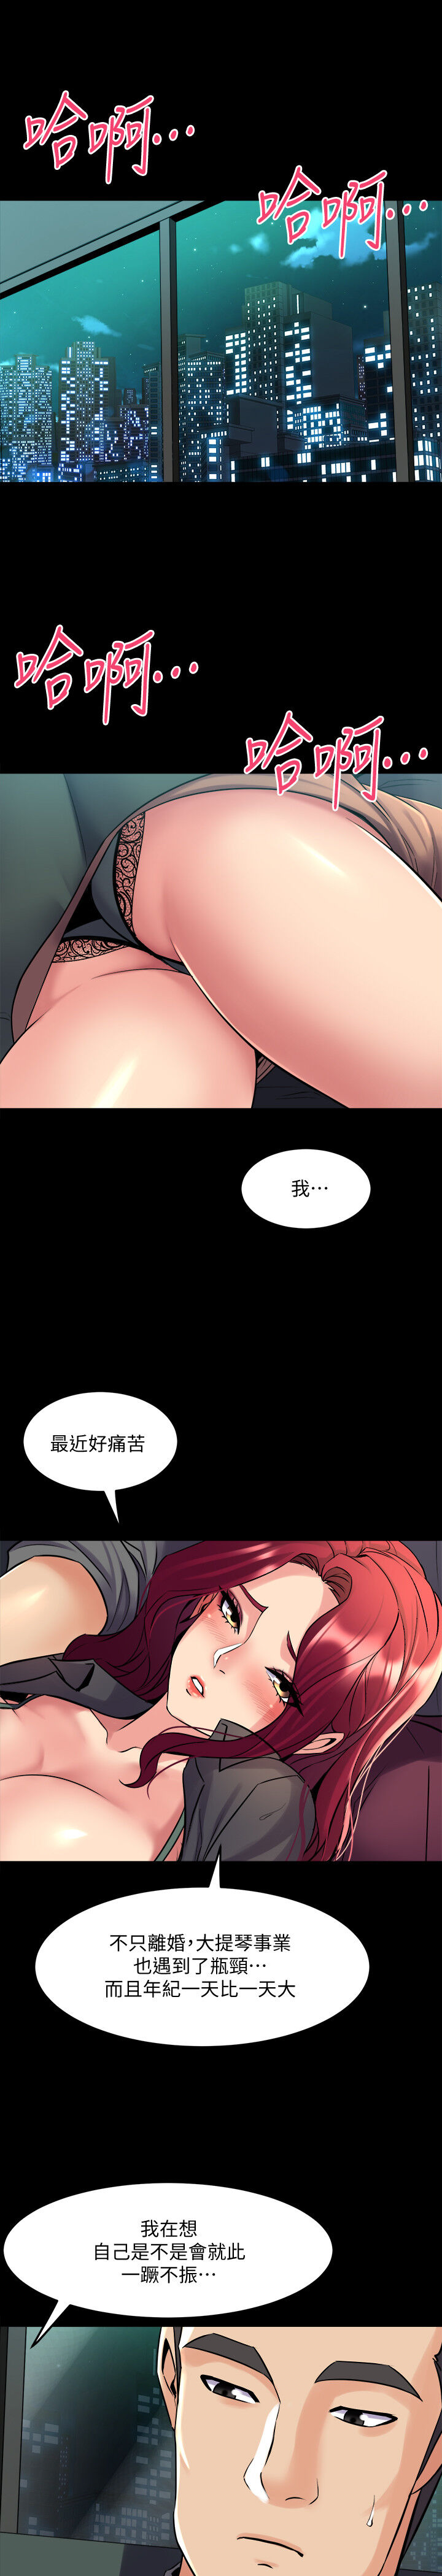 哈啊⋯
哈啊⋯
哈啊⋯
哈啊⋯
我⋯
最近好痛苦
不只離婚，大提琴事業
也遇到了瓶頸⋯
而且年紀一天比一天大
我在想
自己是不是會就此
一蹶不振⋯